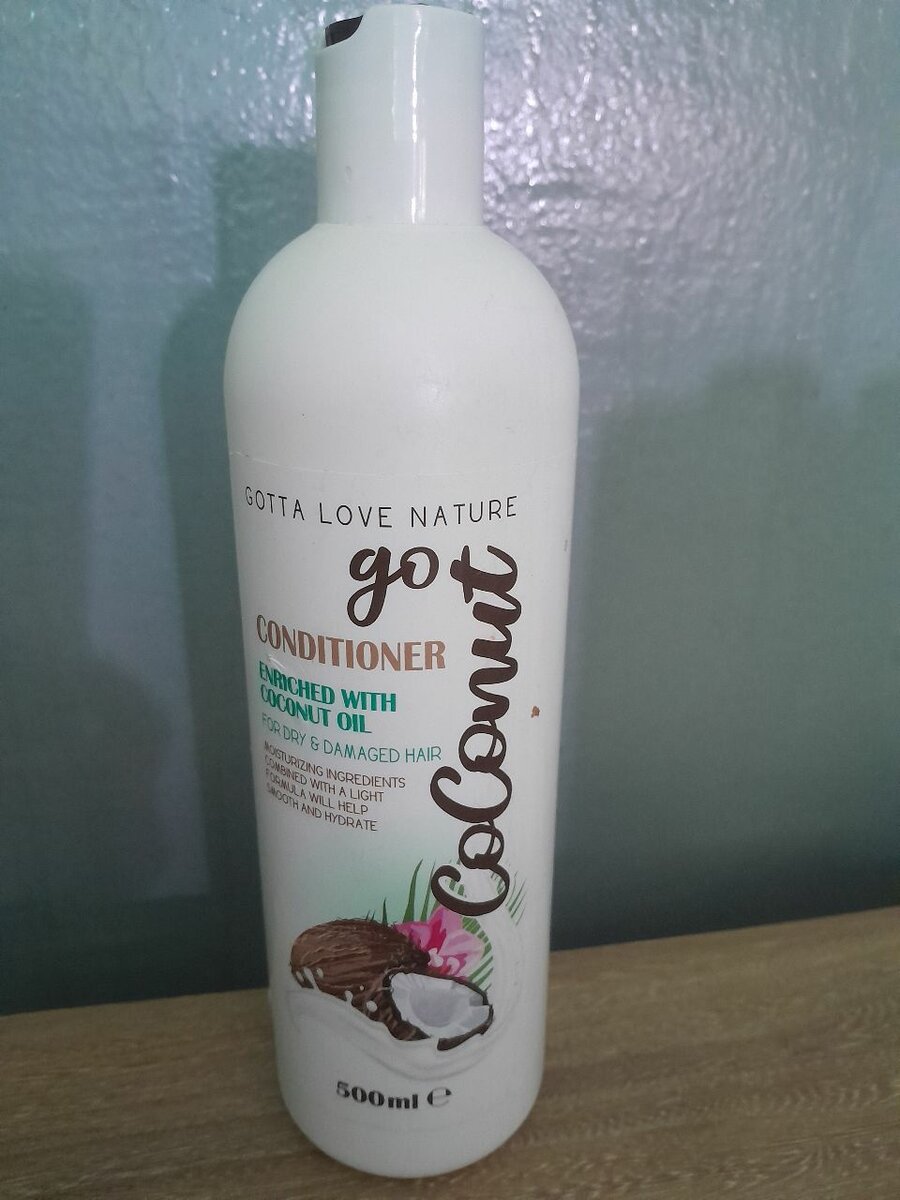 GOTTA LOVE NATURE
go
CoConut
CONDITIONER
ENRICHED WITH
COCONUT OIL
FOR DRY & DAMAGED HAIR
MOISTURIZING INGREDIENTS
COMBINED WITH A LIGHT
FORMULA WILL HELP
SMOOTH AND HYDRATE
500ml ℮